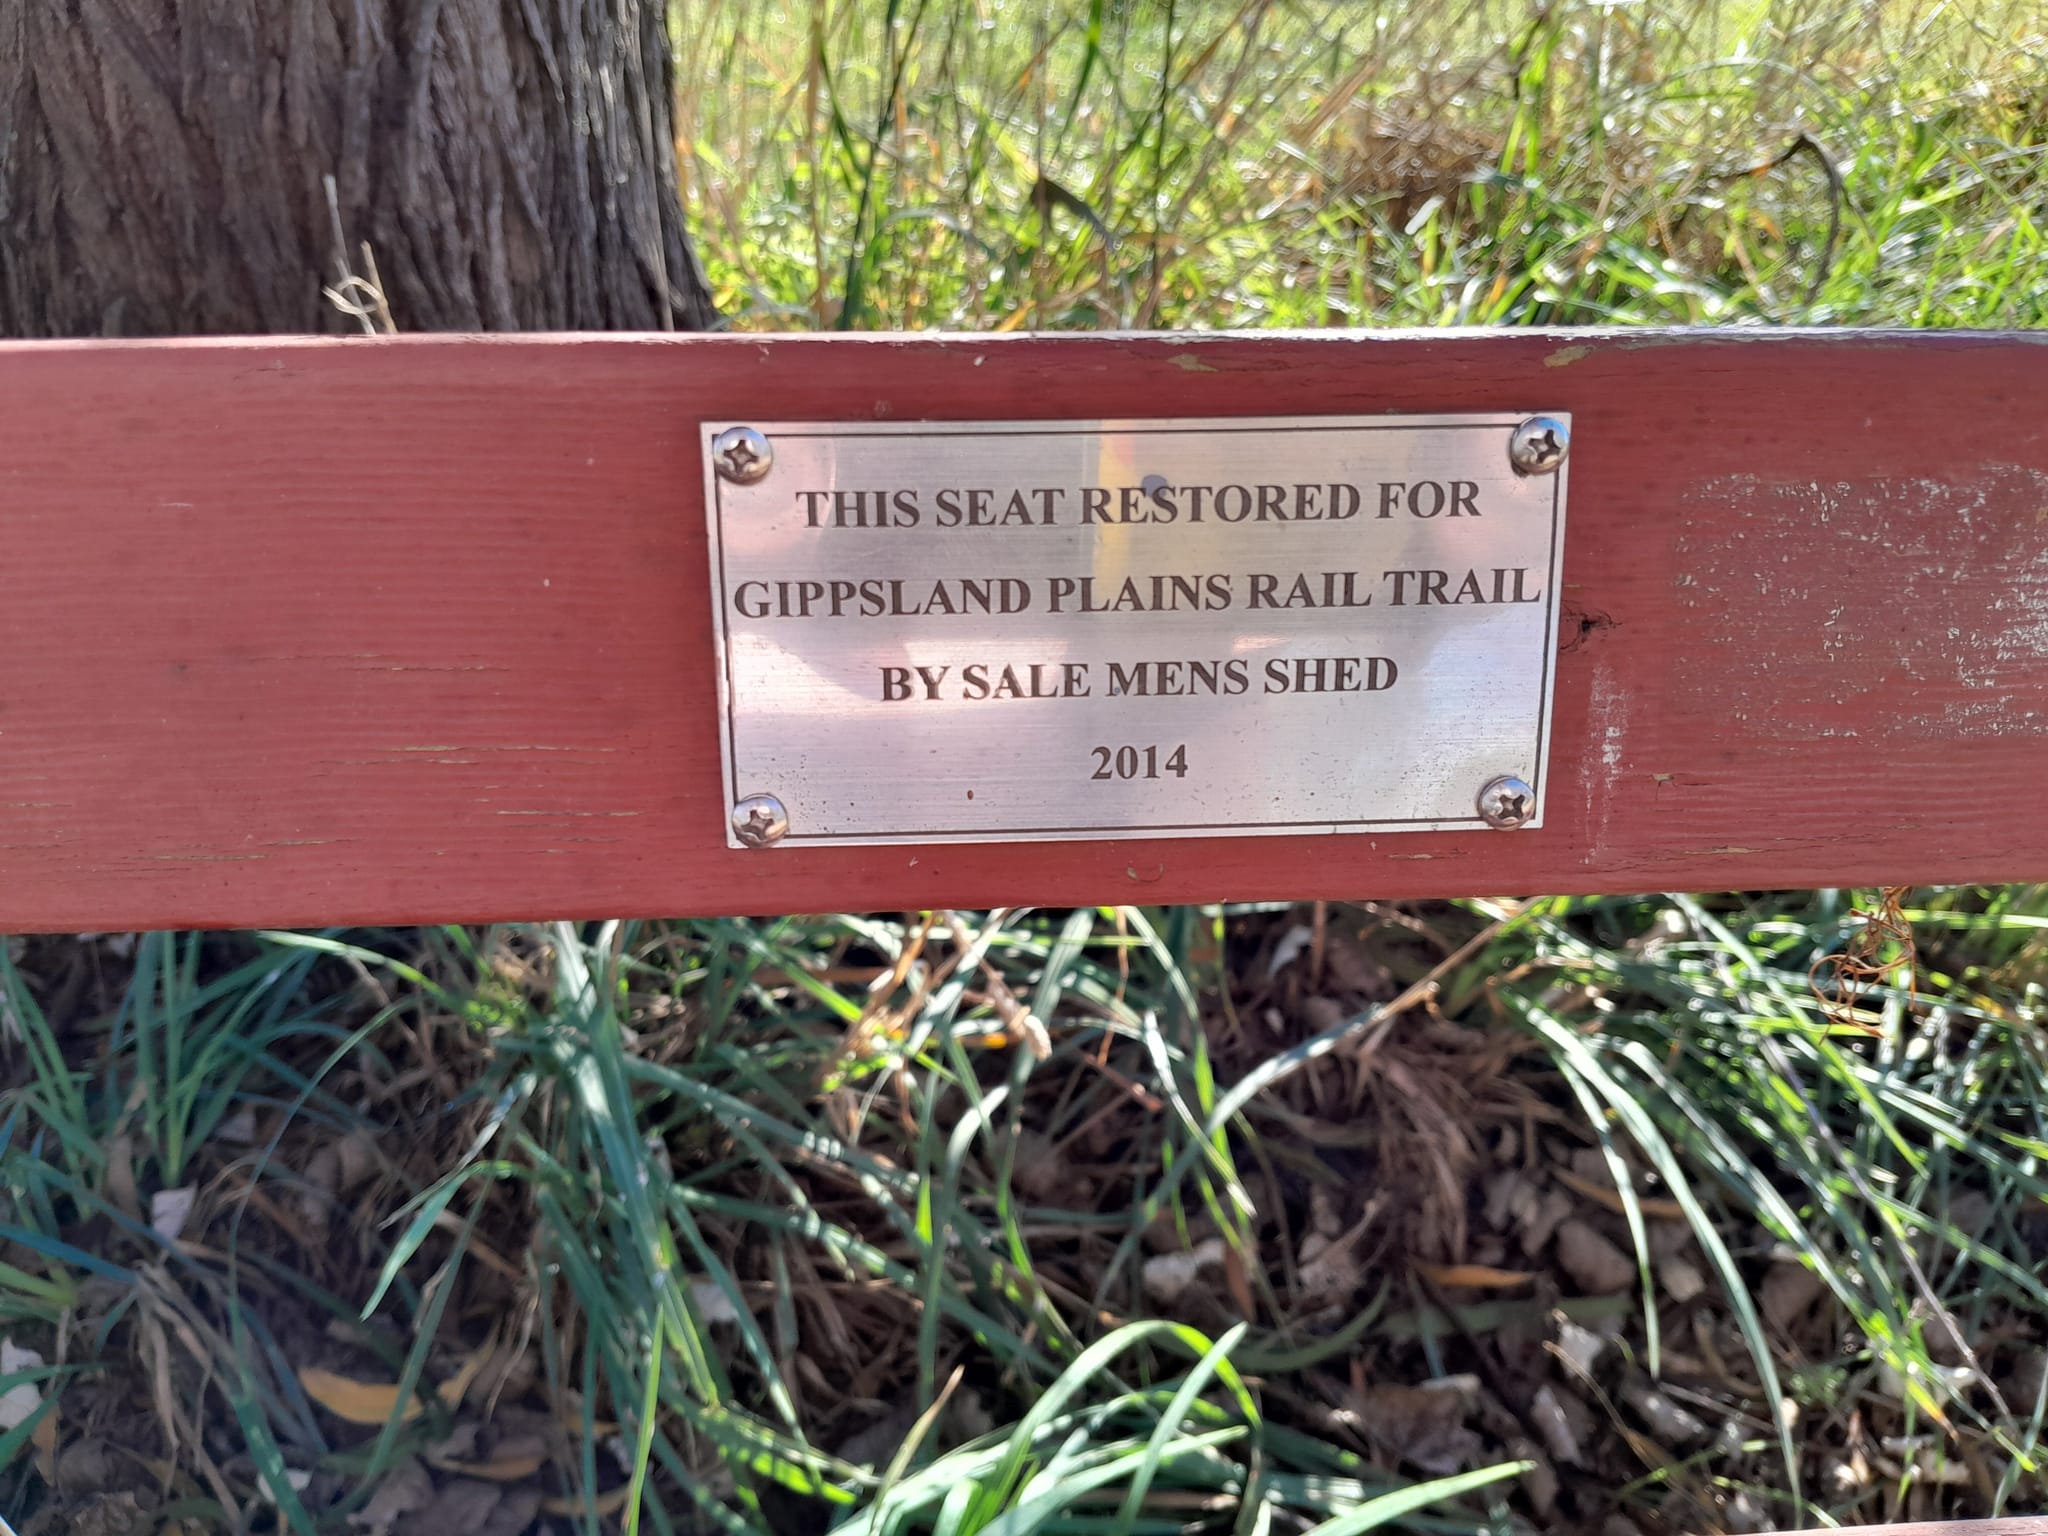 THIS SEAT RESTORED FOR
GIPPSLAND PLAINS RAIL TRAIL
BY SALE MENS SHED
2014